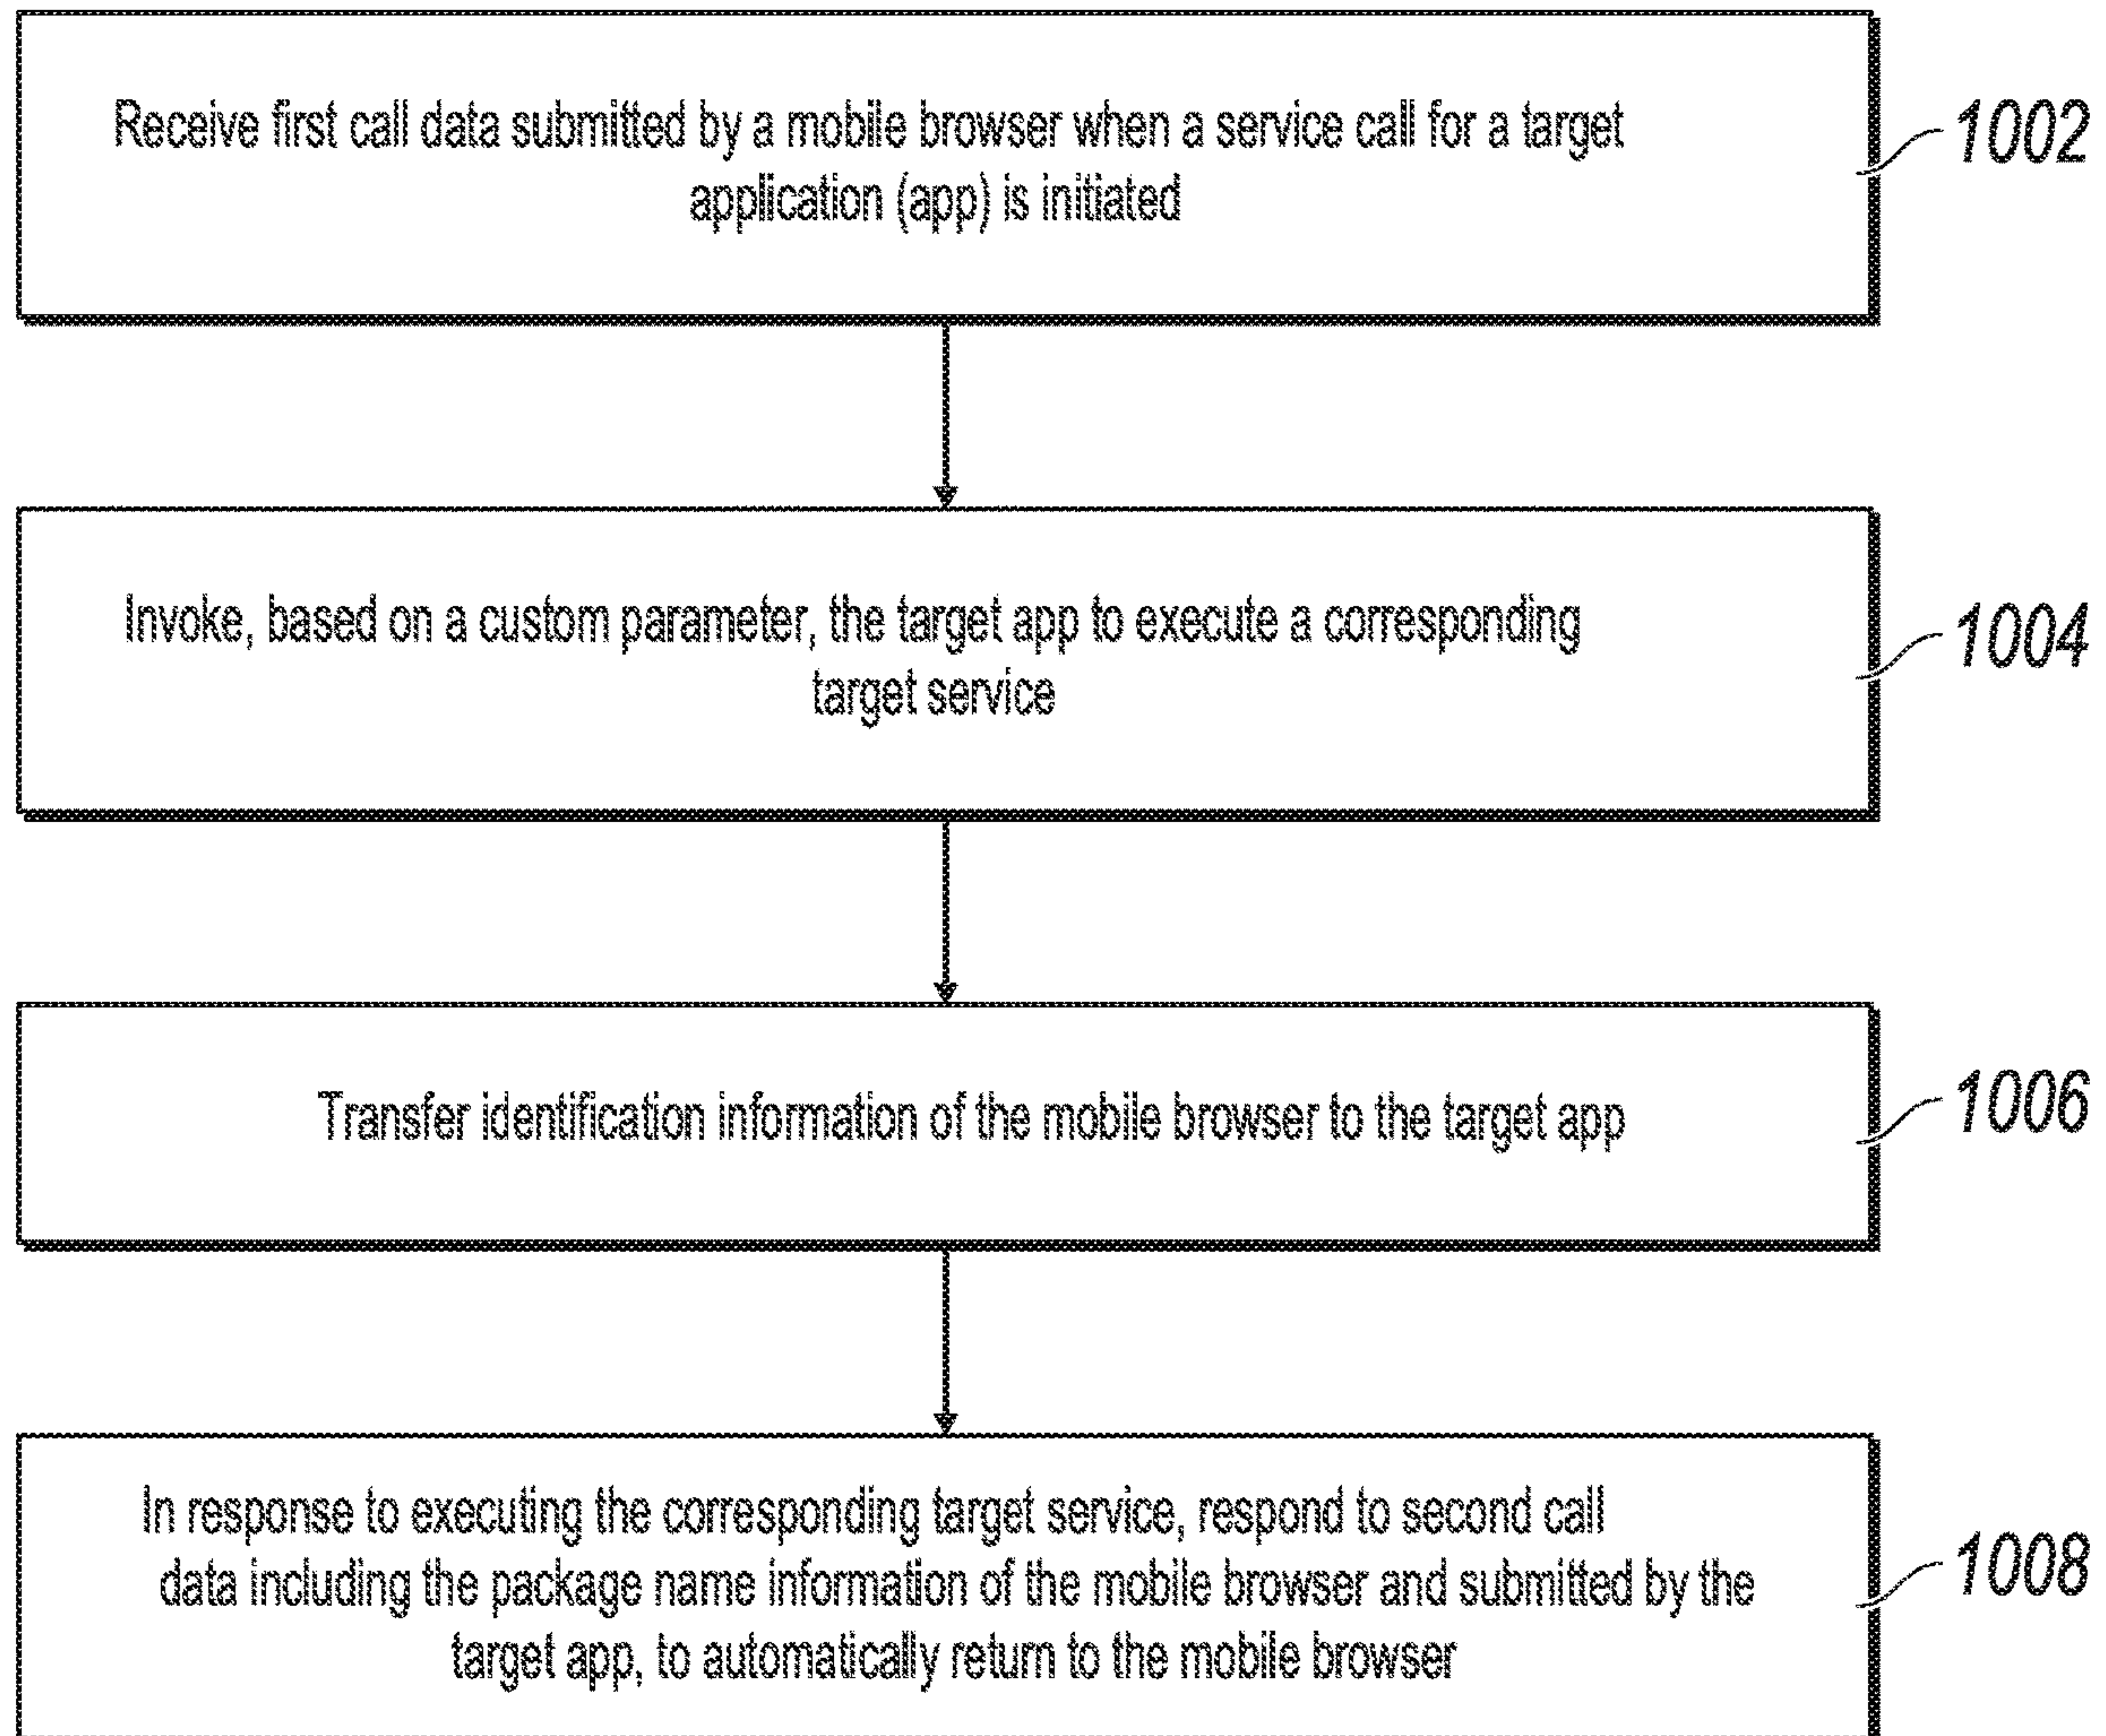 Receive first call data submitted by a mobile browser when a service call for a target
application (app) is initiated
1002
Invoke, based on a custom parameter, the target app to execute a corresponding
target service
1004
Transfer identification information of the mobile browser to the target app
1006
In response to executing the corresponding target service, respond to second call
data including the package name information of the mobile browser and submitted by the
target app, to automatically return to the mobile browser
1008